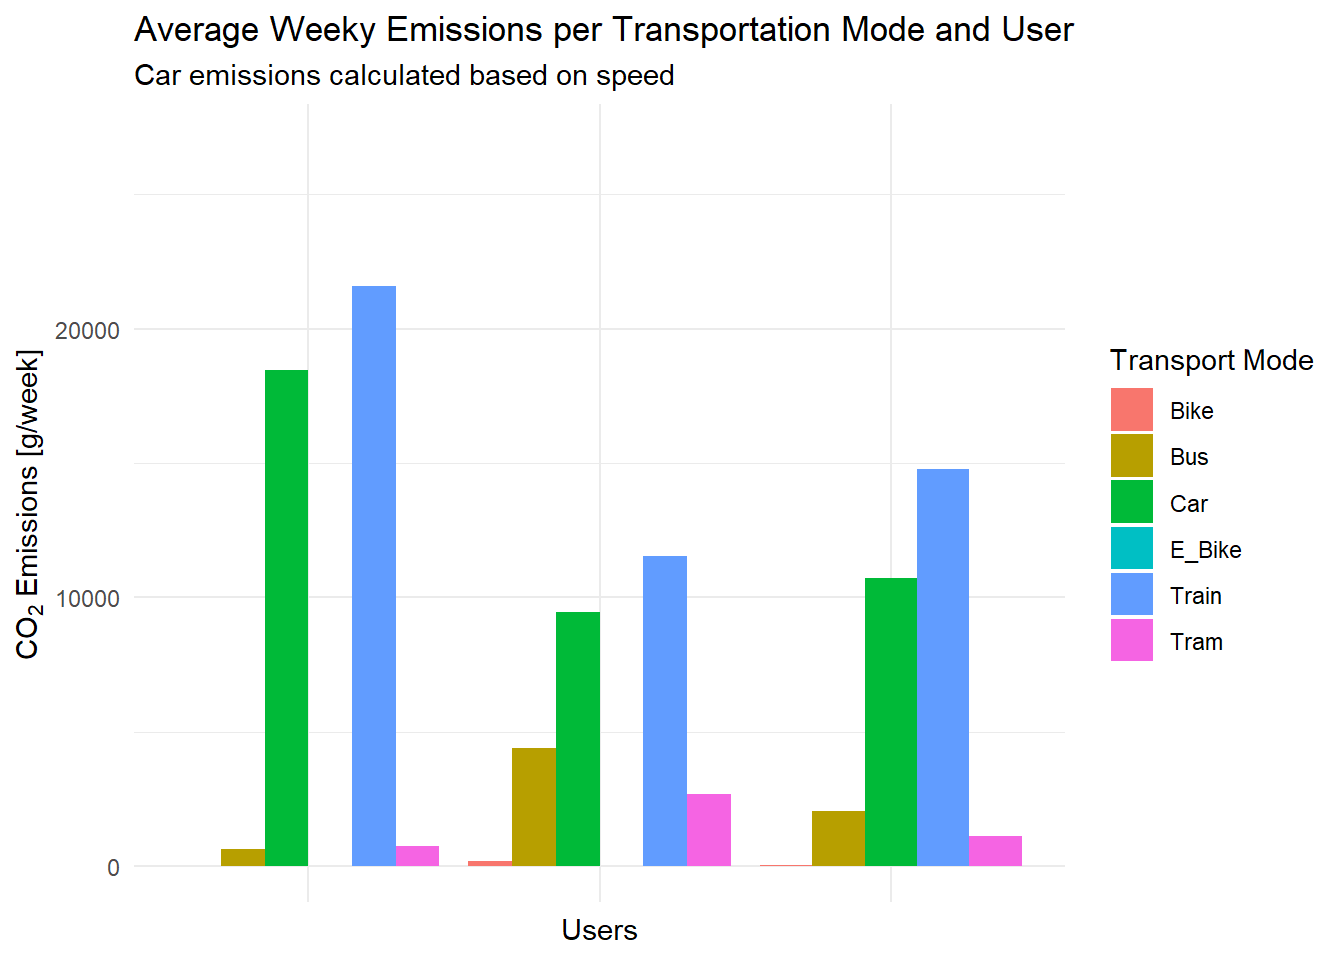 Average Weeky Emissions per Transportation Mode and User
Car emissions calculated based on speed
CO₂ Emissions [g/week]
20000
10000
0
Users
Transport Mode
Bike
Bus
Car
E_Bike
Train
Tram